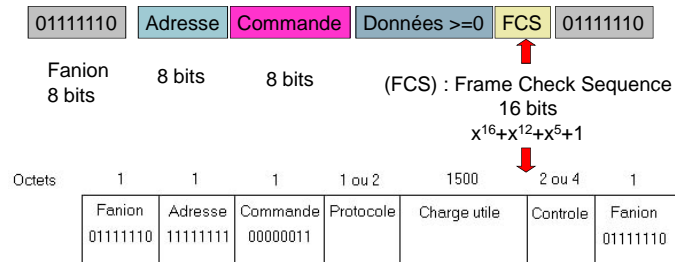 01111110 Adresse Commande Données >=0 FCS 01111110
Fanion
8 bits
8 bits
8 bits
(FCS) : Frame Check Sequence
16 bits
x¹⁶+x¹²+x⁵+1
Octets 1 1 1 1 ou 2 1500 2 ou 4 1
Fanion Adresse Commande Protocole Charge utile Controle Fanion
01111110 11111111 00000011 01111110